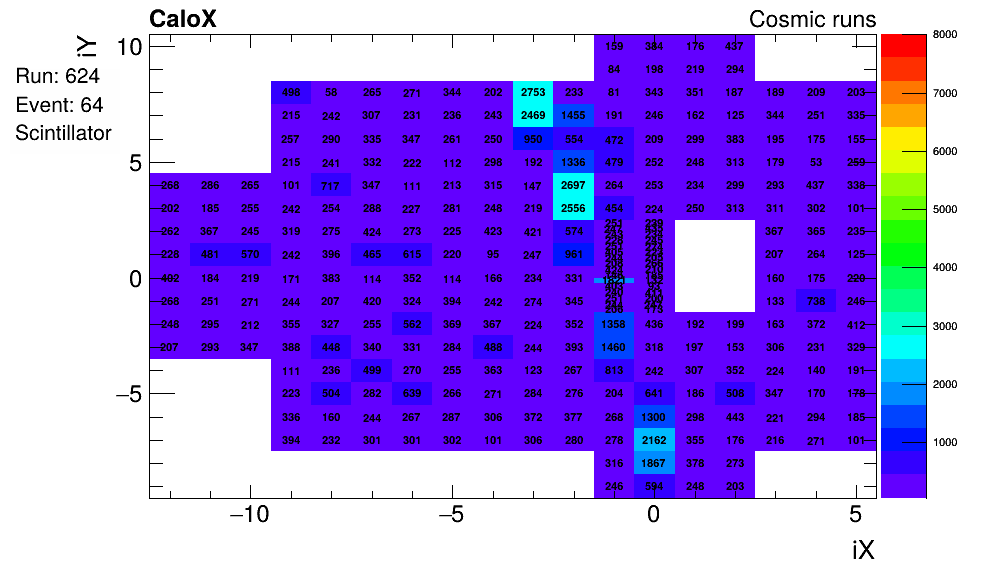 CaloX Cosmic runs
iY
Run: 624
Event: 64
Scintillator
10
5
0
−5
−10 −5 0 5
iX
8000
7000
6000
5000
4000
3000
2000
1000
159 384 176 437
84 198 219 294
498 58 265 271 344 202 2753 233 81 343 351 187 189 209 203
215 242 307 231 236 243 2469 1455 191 246 162 125 344 251 335
257 290 335 347 261 250 950 554 472 209 299 383 195 175 155
215 241 332 222 112 298 192 1336 479 252 248 313 179 53 259
268 286 265 101 717 347 111 213 315 147 2697 264 253 234 299 293 437 338
202 165 255 242 254 286 227 281 248 219 2556 454 224 250 313 311 302 101
262 367 245 319 275 424 273 225 423 421 574 367 365 235
226 481 570 242 396 465 615 220 95 247 961 207 264 125
402 164 219 171 383 114 352 114 166 234 331 160 175 220
268 251 271 244 207 420 324 394 242 274 345 133 738 246
248 295 212 355 327 255 562 369 367 224 352 1358 436 192 199 163 372 412
207 293 347 388 448 340 331 284 488 244 393 1460 318 197 153 306 231 329
111 236 499 270 255 363 123 267 613 242 307 352 224 140 191
223 504 282 639 266 271 284 276 204 641 186 508 347 170 178
336 160 244 267 287 306 372 377 268 1300 298 443 221 294 185
394 232 301 301 302 101 306 260 278 2162 355 176 216 271 101
316 1867 378 273
246 594 248 203